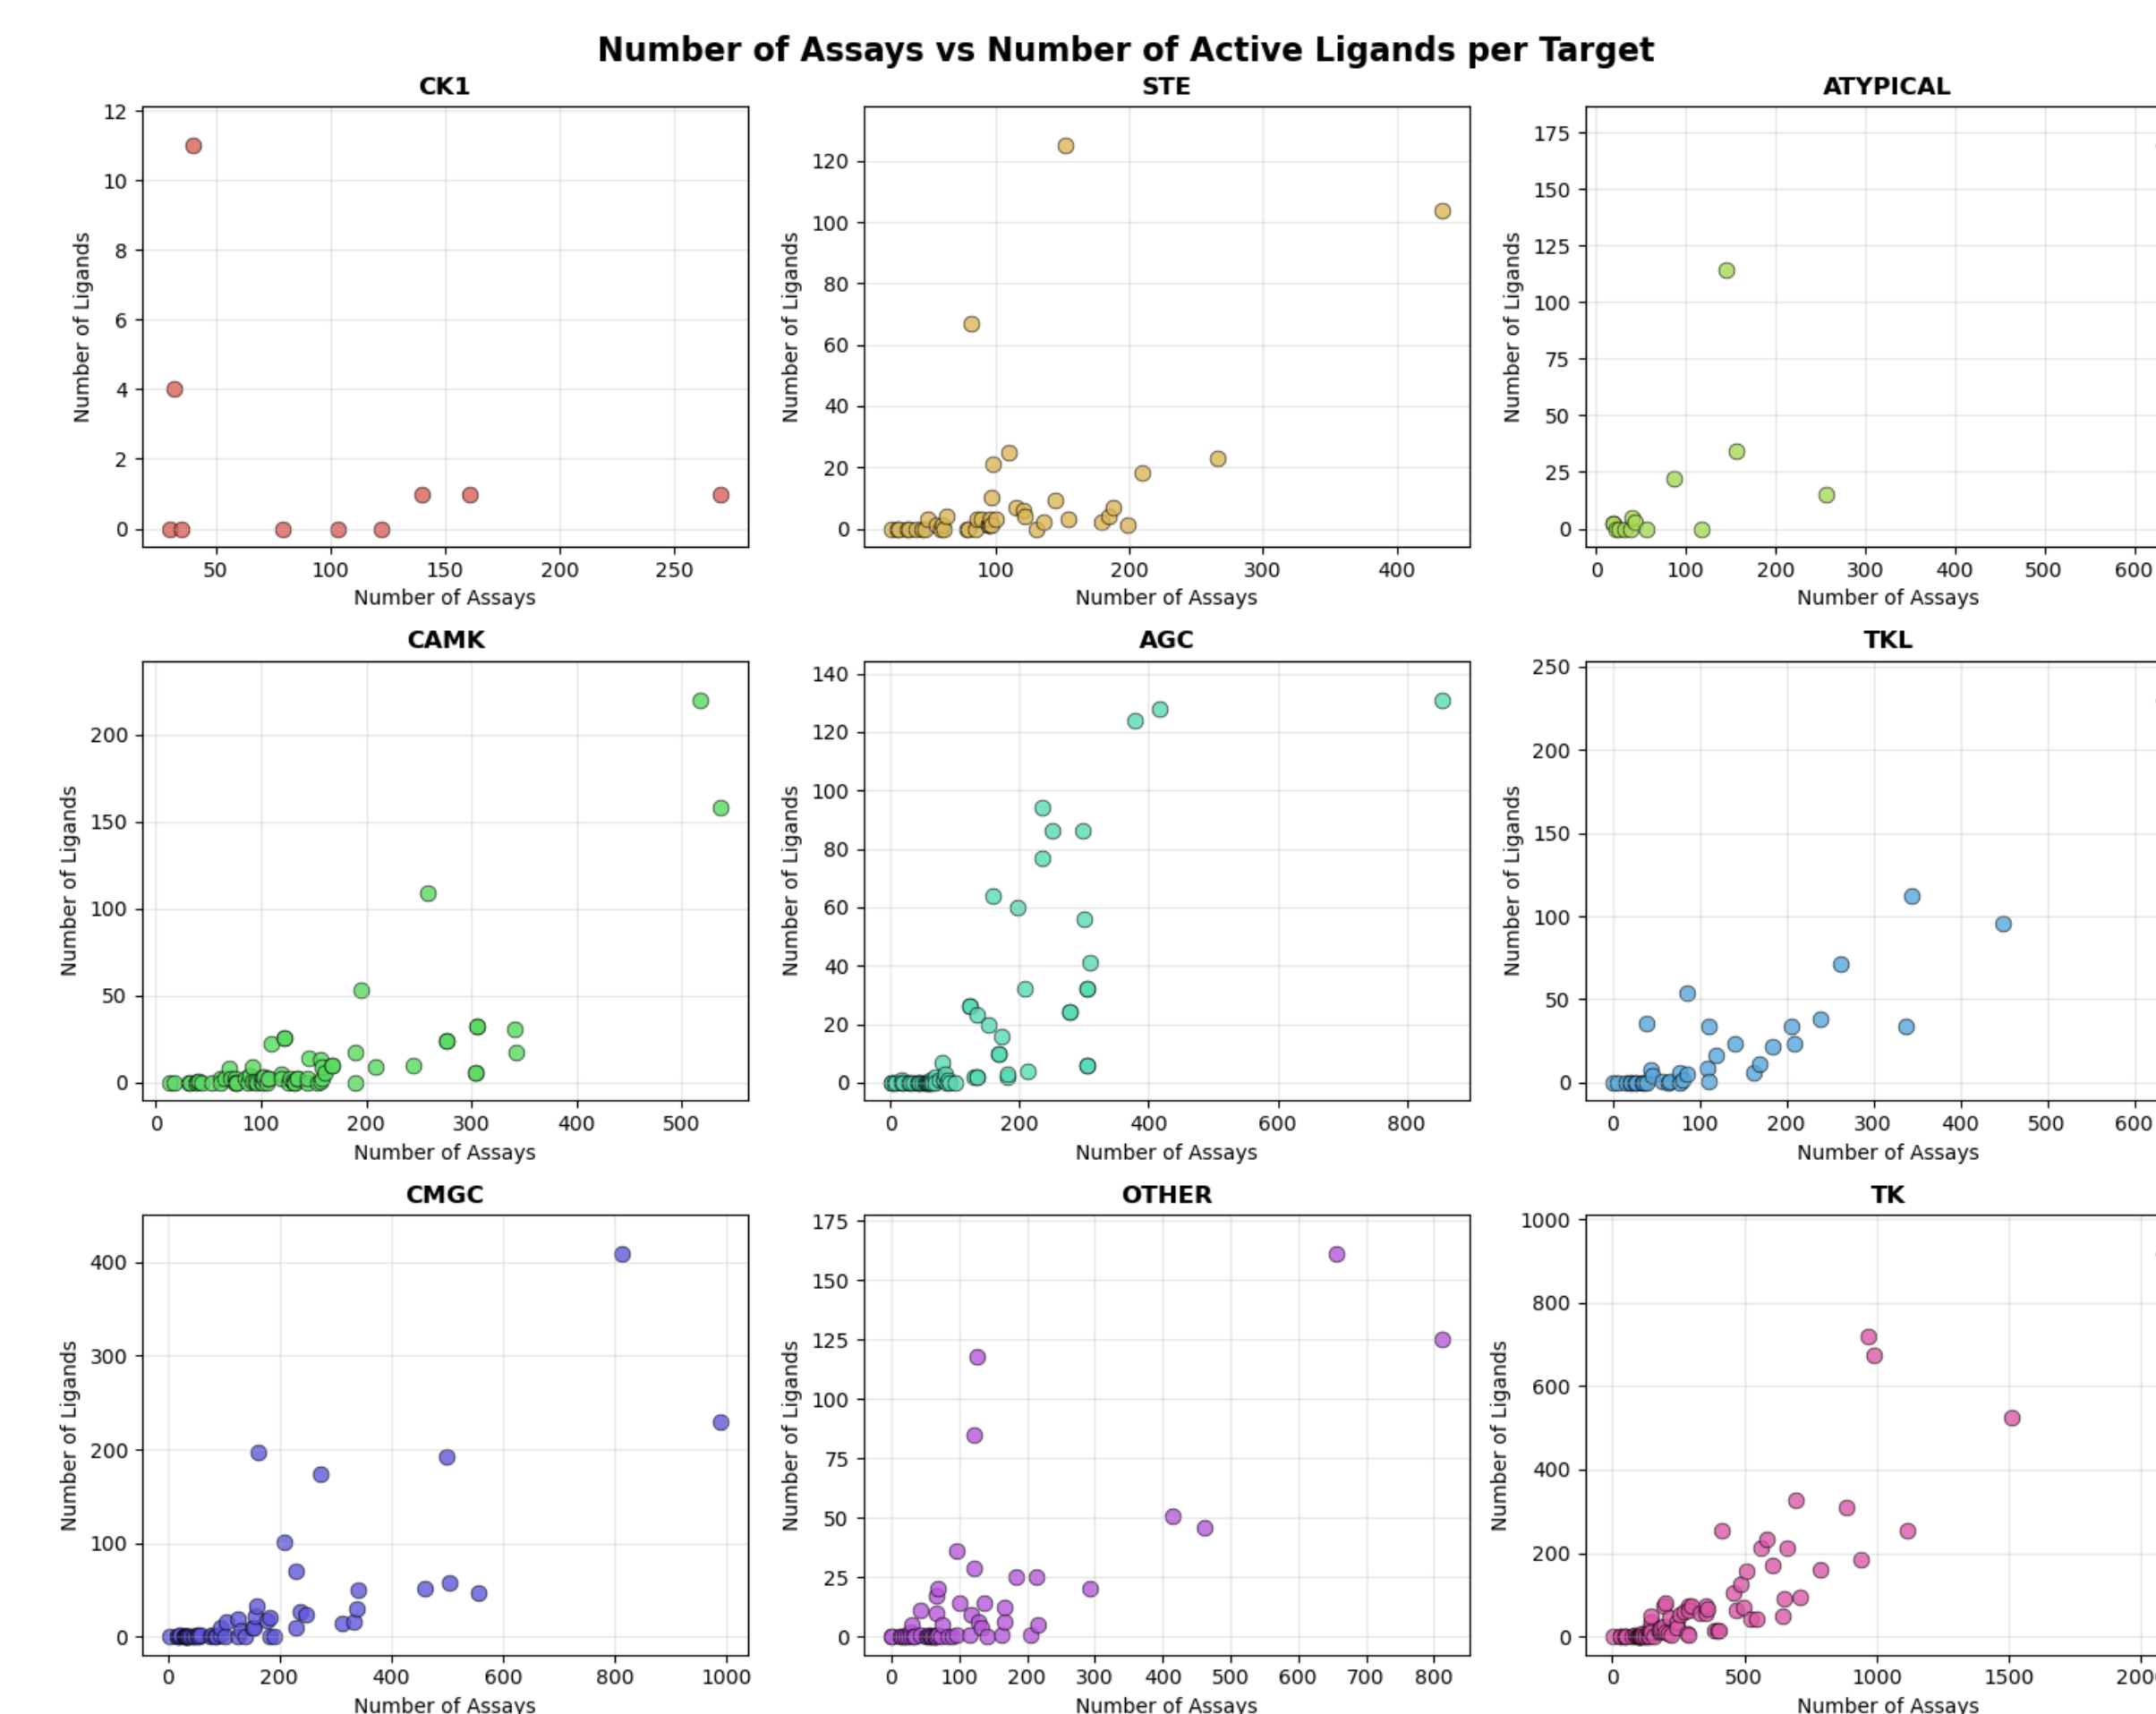 Number of Assays vs Number of Active Ligands per Target
CK1
STE
ATYPICAL
12
10
8
6
4
2
0
Number of Ligands
50 100 150 200 250
Number of Assays
120
100
80
60
40
20
0
Number of Ligands
100 200 300 400
Number of Assays
175
150
125
100
75
50
25
0
Number of Ligands
0 100 200 300 400 500 600
Number of Assays
CAMK
AGC
TKL
200
150
100
50
0
Number of Ligands
0 100 200 300 400 500
Number of Assays
140
120
100
80
60
40
20
0
Number of Ligands
0 200 400 600 800
Number of Assays
250
200
150
100
50
0
Number of Ligands
0 100 200 300 400 500 600
Number of Assays
CMGC
OTHER
TK
400
300
200
100
0
Number of Ligands
0 200 400 600 800 1000
Number of Assays
175
150
125
100
75
50
25
0
Number of Ligands
0 100 200 300 400 500 600 700 800
Number of Assays
1000
800
600
400
200
0
Number of Ligands
0 500 1000 1500
Number of Assays